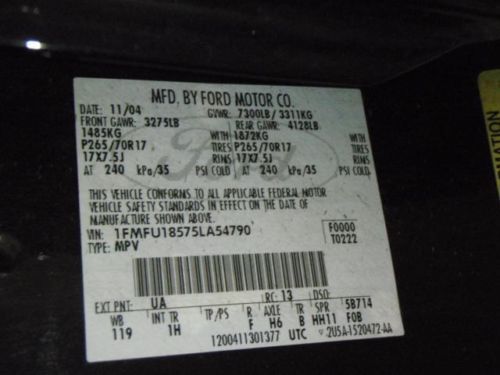 MFD. BY FORD MOTOR CO.
DATE: 11/04 GVWR: 7300LB / 3311KG
FRONT GAWR: 3275LB REAR GAWR: 4128LB
1485KG WITH 1872KG WITH
P265/70R17 TIRES P265/70R17 TIRES
17X7.5J RIMS 17X7.5J RIMS
AT 240 kPa/35 PSI COLD AT 240 kPa/35 PSI COLD
THIS VEHICLE CONFORMS TO ALL APPLICABLE FEDERAL MOTOR
VEHICLE SAFETY STANDARDS IN EFFECT ON THE DATE OF
MANUFACTURE SHOWN ABOVE.
VIN: 1FMFU18575LA54790 F0000
TYPE: MPV T0222
EXT PNT: UA RC: 13 DSO:
WB INT TR TP/PS R AXLE TR SPR 5B714
119 1H F H6 B HH11 FOB
1200411301377 UTC 2U5A-1520472-AA
Ford